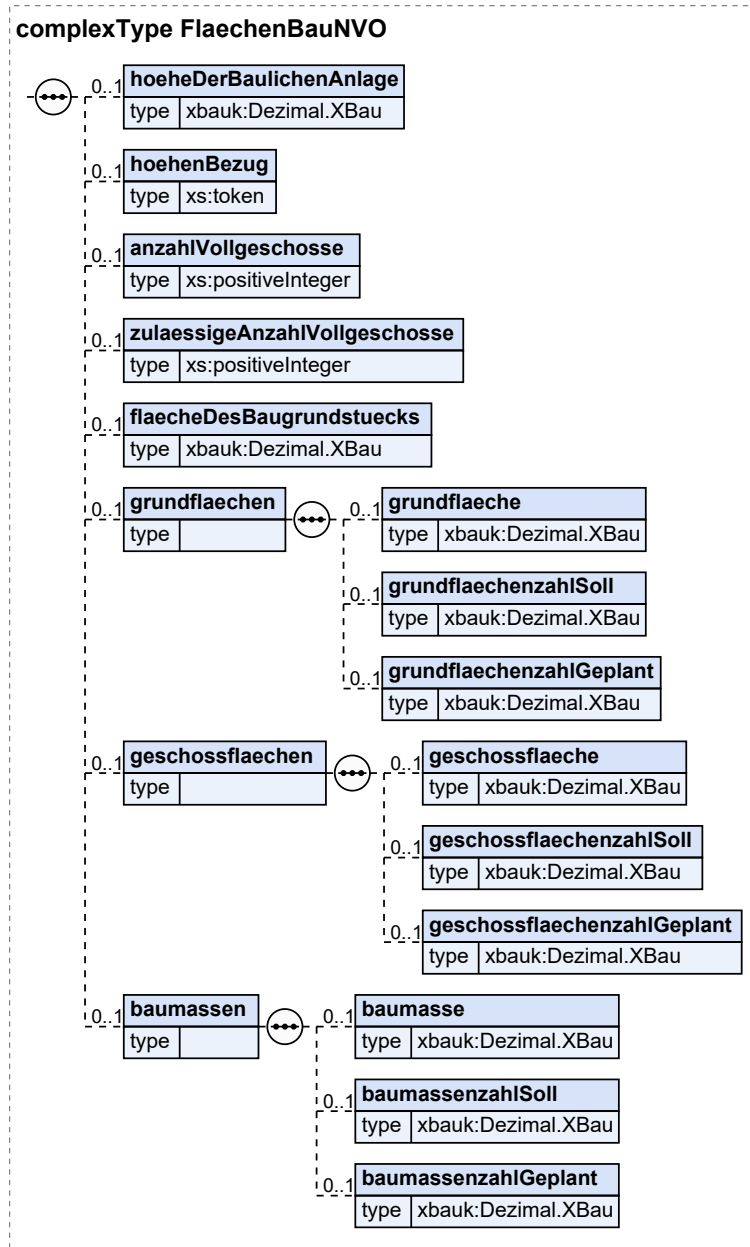 complexType FlaechenBauNVO
0..1 hoeheDerBaulichenAnlage
type xbauk:Dezimal.XBau
0..1 hoehenBezug
type xs:token
0..1 anzahlVollgeschosse
type xs:positiveInteger
0..1 zulaessigeAnzahlVollgeschosse
type xs:positiveInteger
0..1 flaecheDesBaugrundstuecks
type xbauk:Dezimal.XBau
0..1 grundflaechen
type
0..1 grundflaeche
type xbauk:Dezimal.XBau
0..1 grundflaechenzahlSoll
type xbauk:Dezimal.XBau
0..1 grundflaechenzahlGeplant
type xbauk:Dezimal.XBau
0..1 geschossflaechen
type
0..1 geschossflaeche
type xbauk:Dezimal.XBau
0..1 geschossflaechenzahlSoll
type xbauk:Dezimal.XBau
0..1 geschossflaechenzahlGeplant
type xbauk:Dezimal.XBau
0..1 baumassen
type
0..1 baumasse
type xbauk:Dezimal.XBau
0..1 baumassenzahlSoll
type xbauk:Dezimal.XBau
0..1 baumassenzahlGeplant
type xbauk:Dezimal.XBau